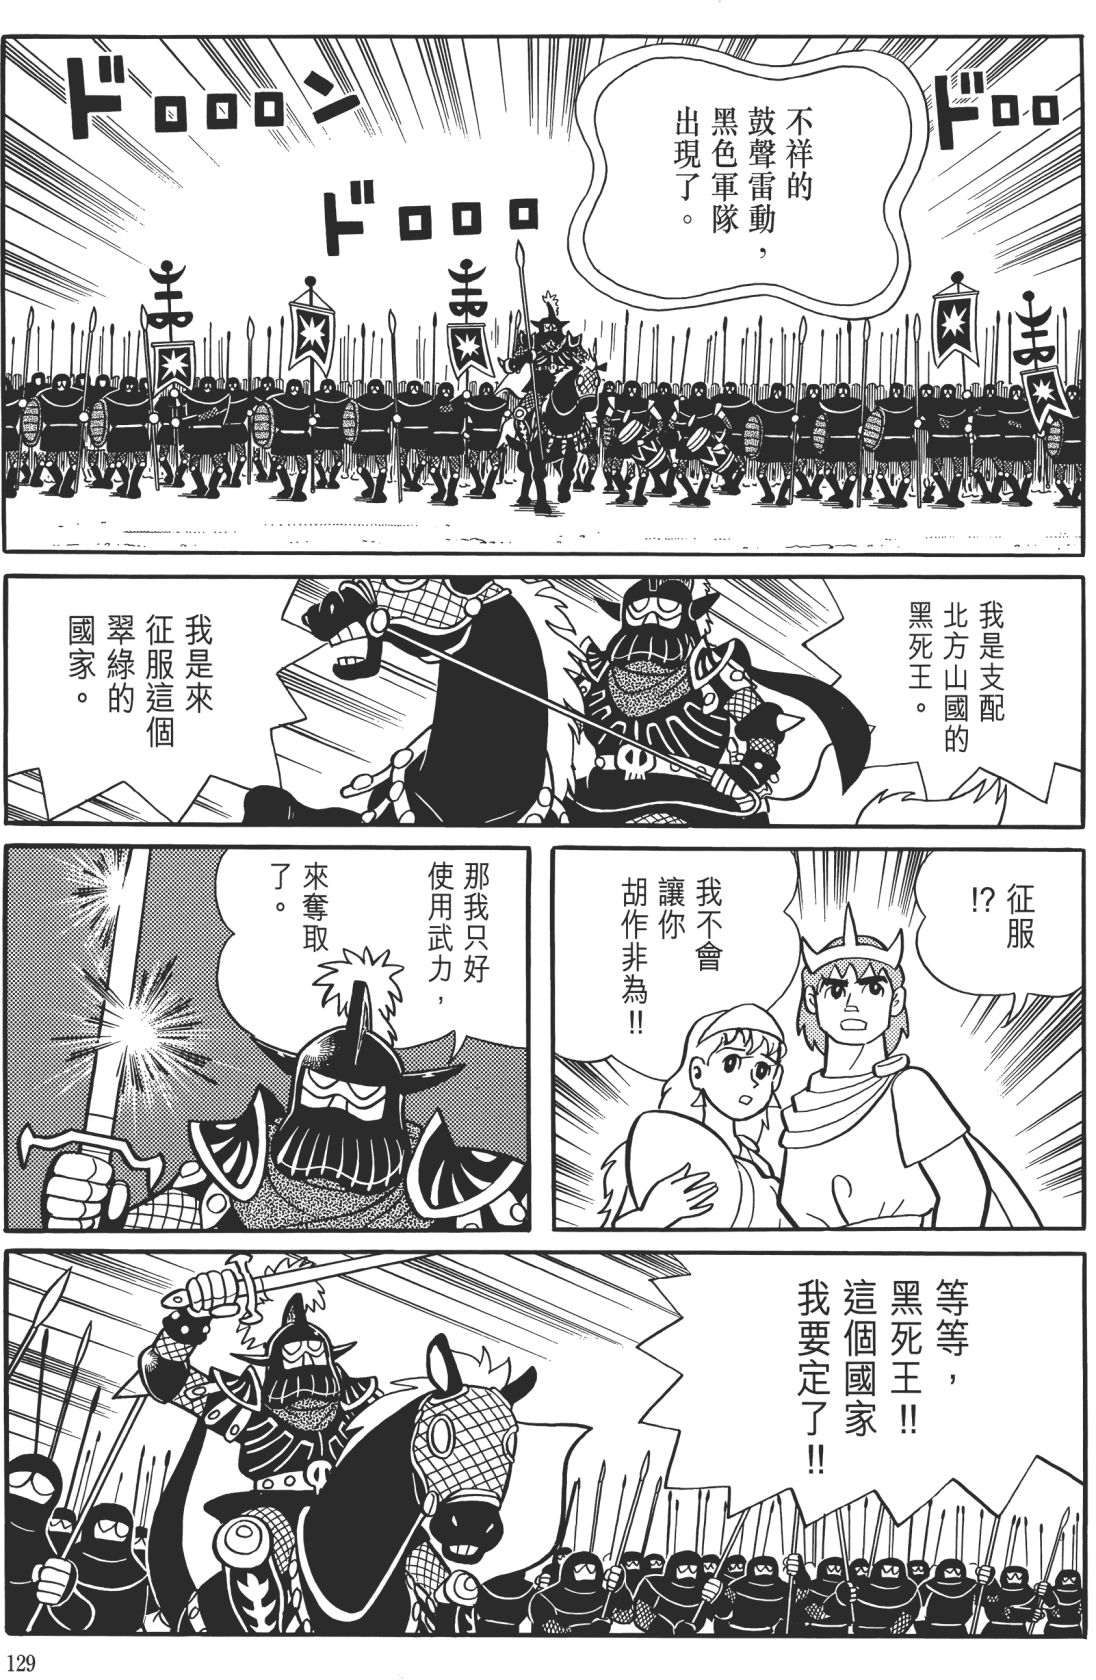 ドロロ
不祥的
鼓聲雷動，
黑色軍隊
出現了。
ドロロロ
ドロロロン
我是支配
北方山國的
黑死王。
我是來
征服這個
翠綠的
國家。
征服
!?
我不會
讓你
胡作非為!!
那我只好
使用武力，
來奪取
了。
等等，
黑死王!!
這個國家
我要定了!!
129